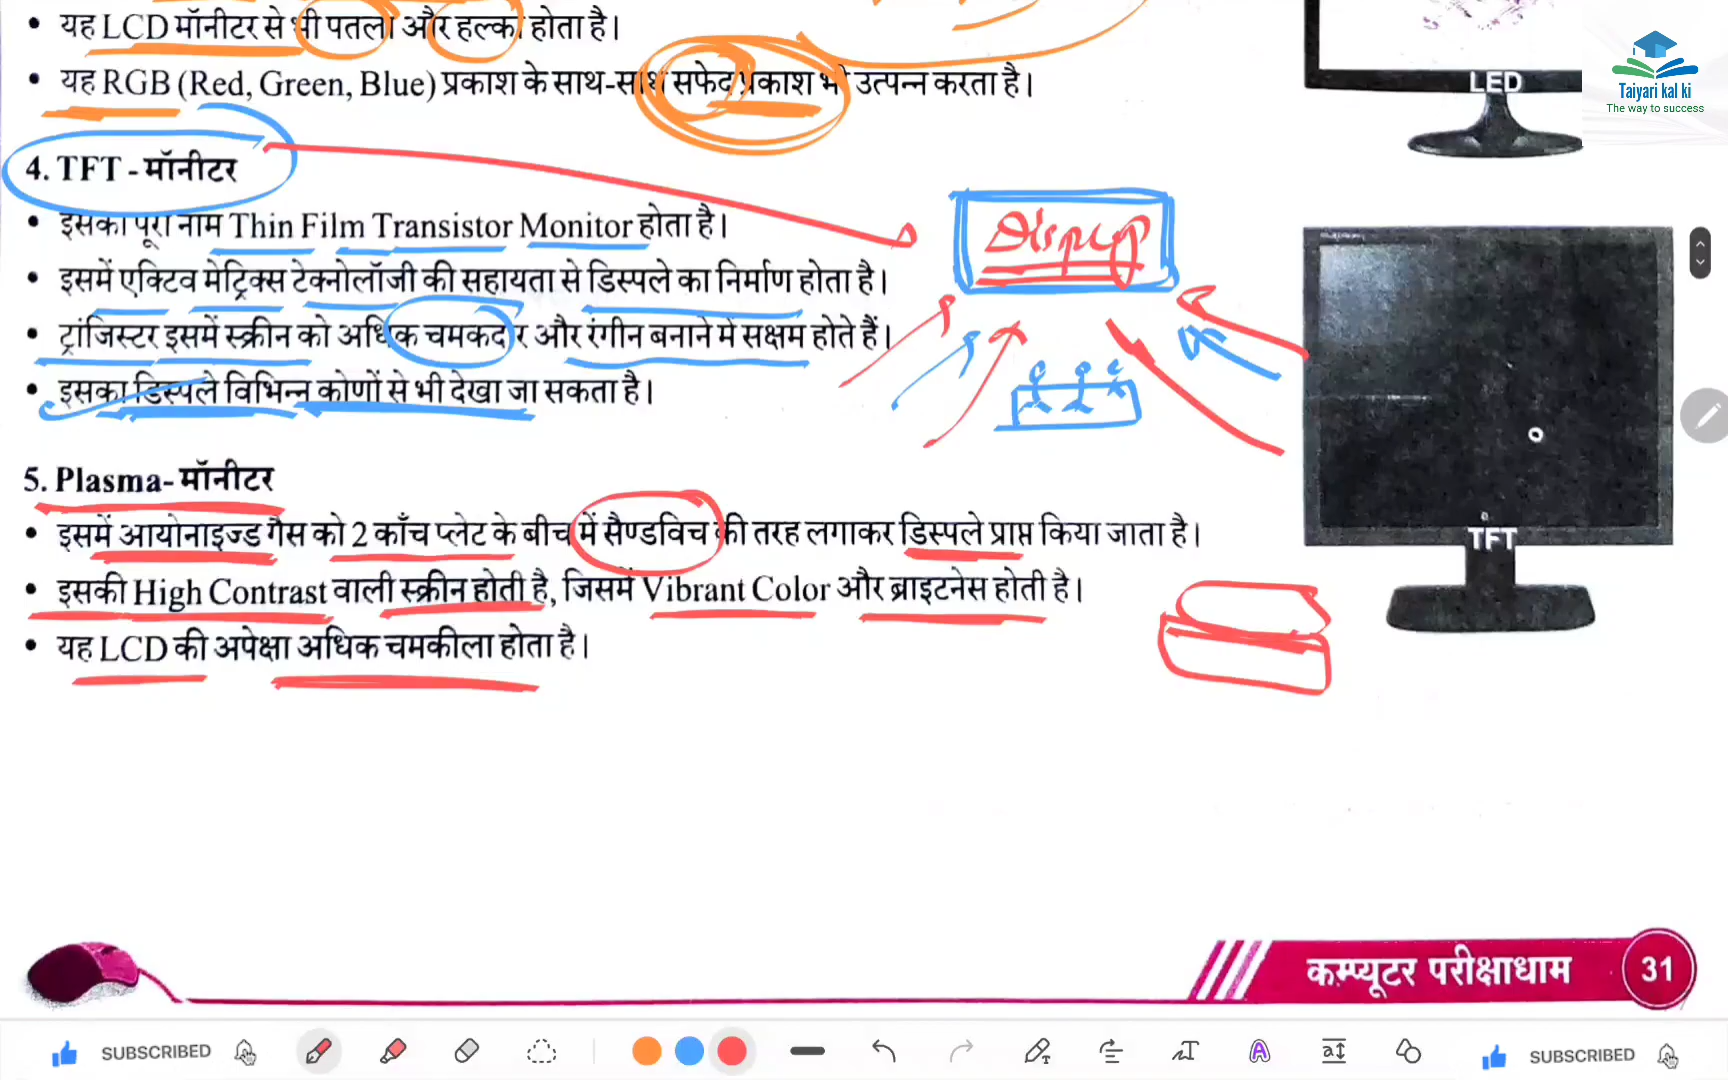 • यह LCD मॉनीटर से भी पतला और हल्का होता है।
• यह RGB (Red, Green, Blue) प्रकाश के साथ-साथ सफेद प्रकाश भी उत्पन्न करता है।
LED
Taiyari kal ki
The way to success
4. TFT - मॉनीटर
• इसका पूरा नाम Thin Film Transistor Monitor होता है।
Display
• इसमें एक्टिव मेट्रिक्स टेक्नोलॉजी की सहायता से डिस्पले का निर्माण होता है।
• ट्रांजिस्टर इसमें स्क्रीन को अधिक चमकदार और रंगीन बनाने में सक्षम होते हैं।
• इसका डिस्पले विभिन्न कोणों से भी देखा जा सकता है।
5. Plasma- मॉनीटर
• इसमें आयोनाइज्ड गैस को 2 काँच प्लेट के बीच में सैण्डविच की तरह लगाकर डिस्पले प्राप्त किया जाता है।
TFT
• इसकी High Contrast वाली स्क्रीन होती है, जिसमें Vibrant Color और ब्राइटनेस होती है।
• यह LCD की अपेक्षा अधिक चमकीला होता है।
कम्प्यूटर परीक्षाधाम 31
SUBSCRIBED SUBSCRIBED